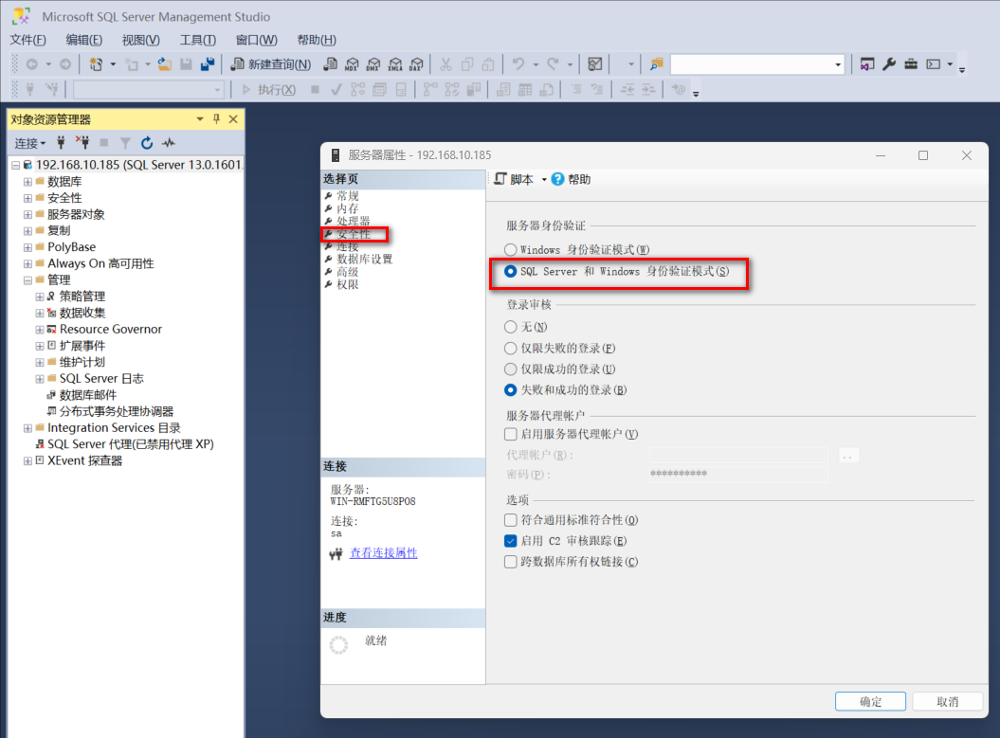 Microsoft SQL Server Management Studio
文件(F) 编辑(E) 视图(V) 工具(T) 窗口(W) 帮助(H)
新建查询(N) MDX DMX XMLA DAX
执行(X)
对象资源管理器
连接
192.168.10.185 (SQL Server 13.0.1601.
数据库
安全性
服务器对象
复制
PolyBase
Always On 高可用性
管理
策略管理
数据收集
Resource Governor
扩展事件
维护计划
SQL Server 日志
数据库邮件
分布式事务处理协调器
Integration Services 目录
SQL Server 代理(已禁用代理 XP)
XEvent 探查器
服务器属性 - 192.168.10.185
选择页
常规
内存
处理器
安全性
连接
数据库设置
高级
权限
连接
服务器:
WIN-RMFTG5U8PO8
连接:
sa
查看连接属性
进度
就绪
脚本 帮助
服务器身份验证
Windows 身份验证模式(W)
SQL Server 和 Windows 身份验证模式(S)
登录审核
无(N)
仅限失败的登录(F)
仅限成功的登录(U)
失败和成功的登录(B)
服务器代理帐户
启用服务器代理帐户(V)
代理帐户(R): ..
密码(P): **********
选项
符合通用标准符合性(O)
启用 C2 审核跟踪(E)
跨数据库所有权链接(C)
确定 取消